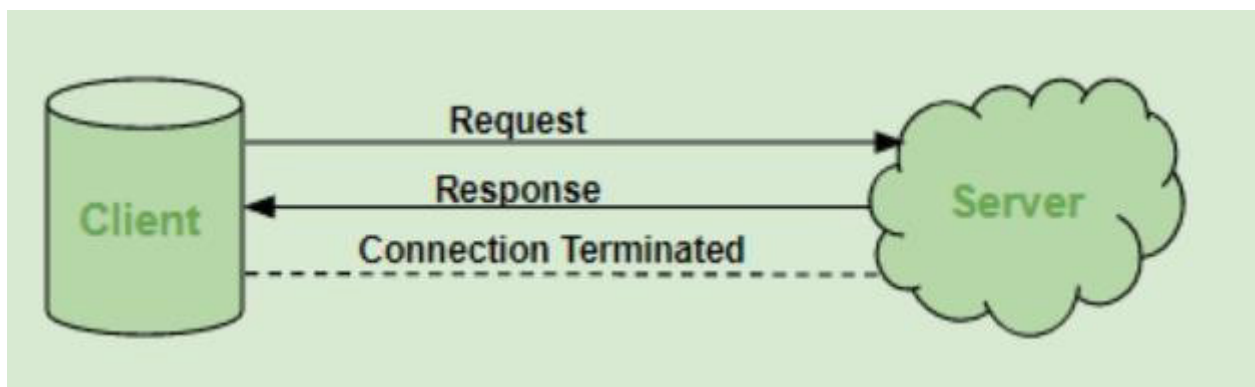 Request
Response
Client
Server
Connection Terminated